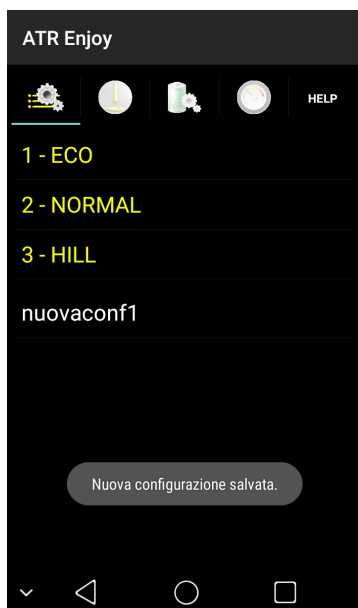 ATR Enjoy
HELP
1 - ECO
2 - NORMAL
3 - HILL
nuovaconf1
Nuova configurazione salvata.